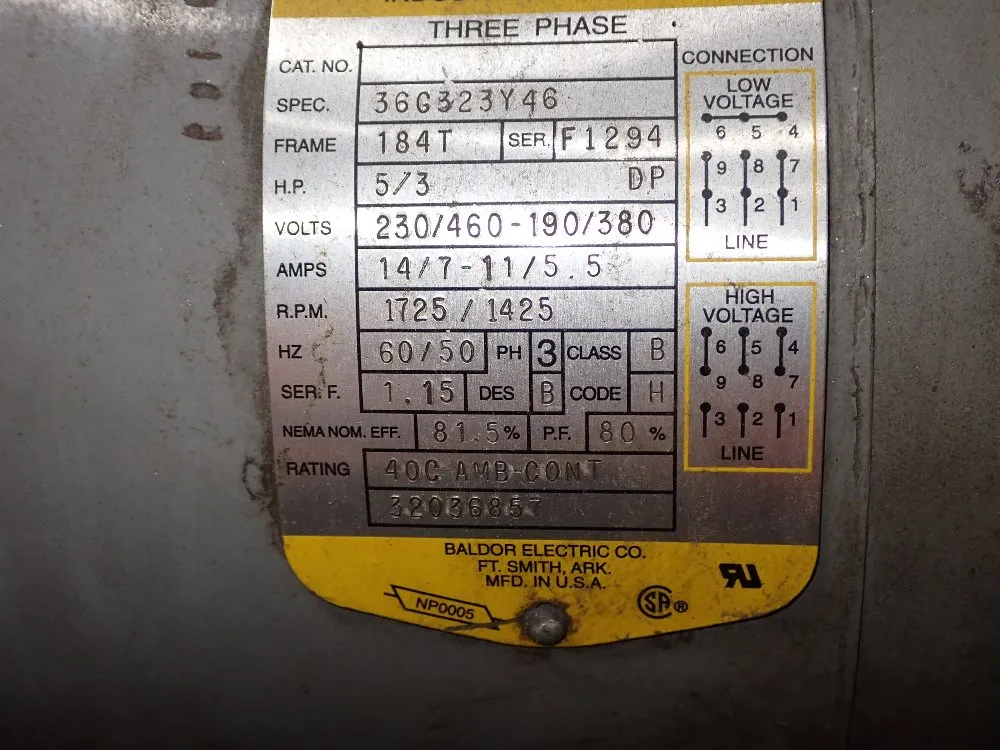 THREE PHASE
CAT. NO.
SPEC. 36G323Y46
FRAME 184T SER. F1294
H.P. 5/3 DP
VOLTS 230/460-190/380
AMPS 14/7-11/5.5
R.P.M. 1725/1425
HZ 60/50 PH 3 CLASS B
SER. F. 1.15 DES B CODE H
NEMA NOM. EFF. 81.5% P.F. 80 %
RATING 40C AMB-CONT
32036857
CONNECTION
LOW
VOLTAGE
6 5 4
9 8 7
3 2 1
LINE
HIGH
VOLTAGE
6 5 4
9 8 7
3 2 1
LINE
BALDOR ELECTRIC CO.
FT. SMITH, ARK.
MFD. IN U.S.A.
NP0005
SA ®